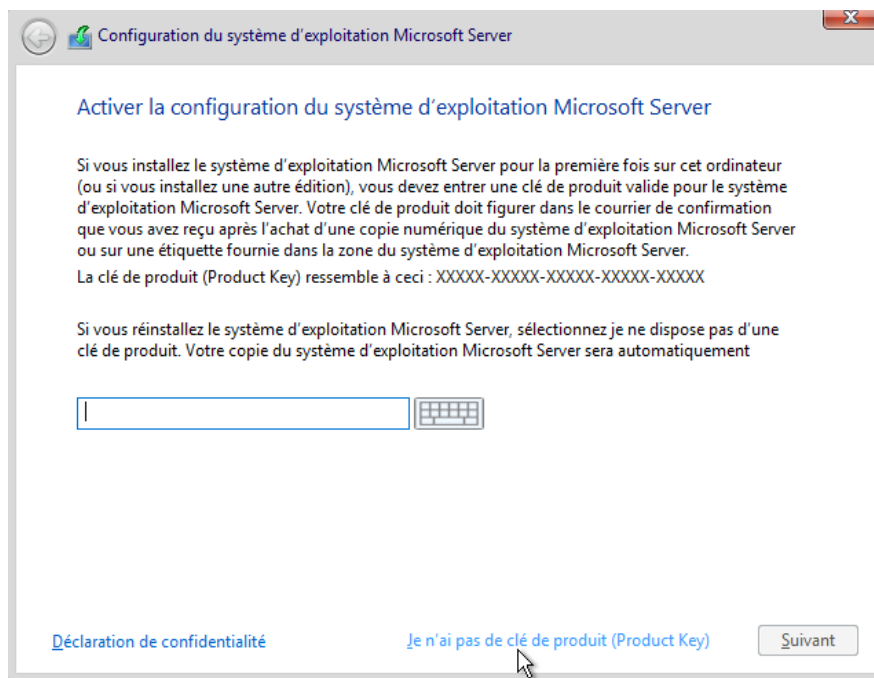 Configuration du système d'exploitation Microsoft Server
Activer la configuration du système d'exploitation Microsoft Server
Si vous installez le système d'exploitation Microsoft Server pour la première fois sur cet ordinateur
(ou si vous installez une autre édition), vous devez entrer une clé de produit valide pour le système
d'exploitation Microsoft Server. Votre clé de produit doit figurer dans le courrier de confirmation
que vous avez reçu après l'achat d'une copie numérique du système d'exploitation Microsoft Server
ou sur une étiquette fournie dans la zone du système d'exploitation Microsoft Server.
La clé de produit (Product Key) ressemble à ceci : XXXXX-XXXXX-XXXXX-XXXXX-XXXXX
Si vous réinstallez le système d'exploitation Microsoft Server, sélectionnez je ne dispose pas d'une
clé de produit. Votre copie du système d'exploitation Microsoft Server sera automatiquement
Déclaration de confidentialité
Je n'ai pas de clé de produit (Product Key)
Suivant